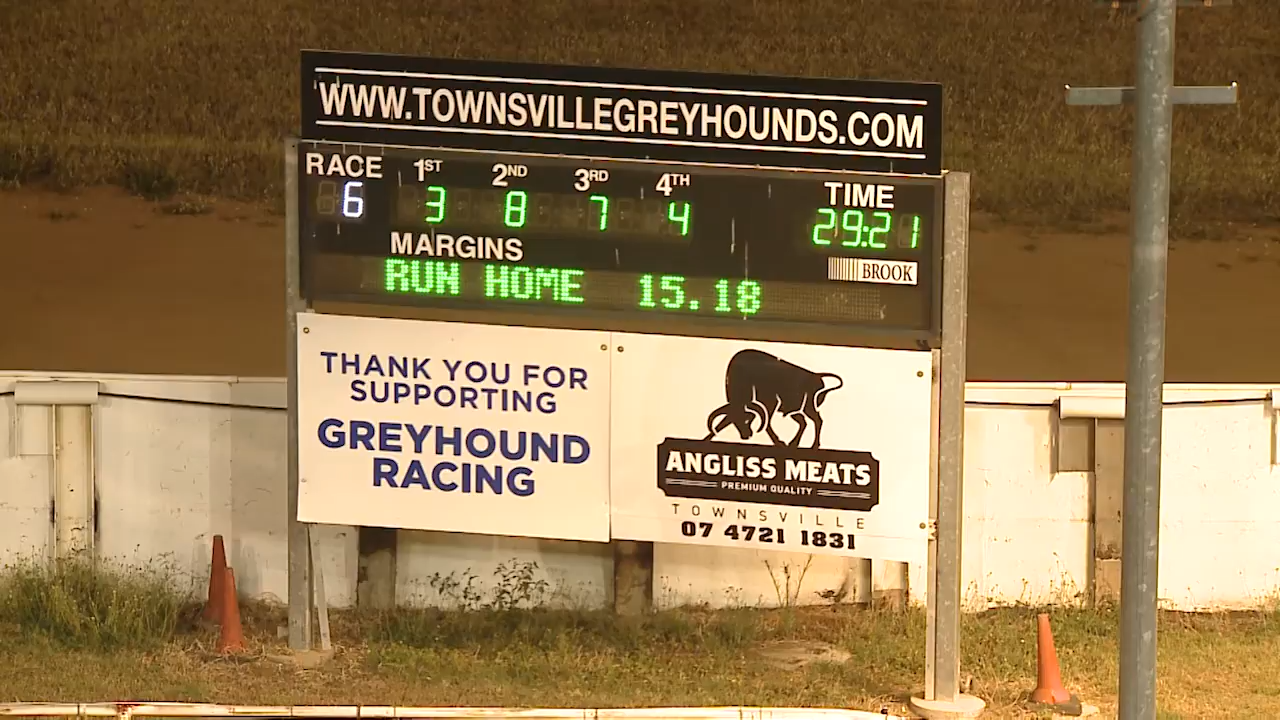 WWW.TOWNSVILLEGREYHOUNDS.COM
RACE 1ST 2ND 3RD 4TH TIME
6 3 8 7 4 29:21
MARGINS
BROOK
RUN HOME 15.18
THANK YOU FOR
SUPPORTING
GREYHOUND
RACING
ANGLISS MEATS
PREMIUM QUALITY
TOWNSVILLE
07 4721 1831